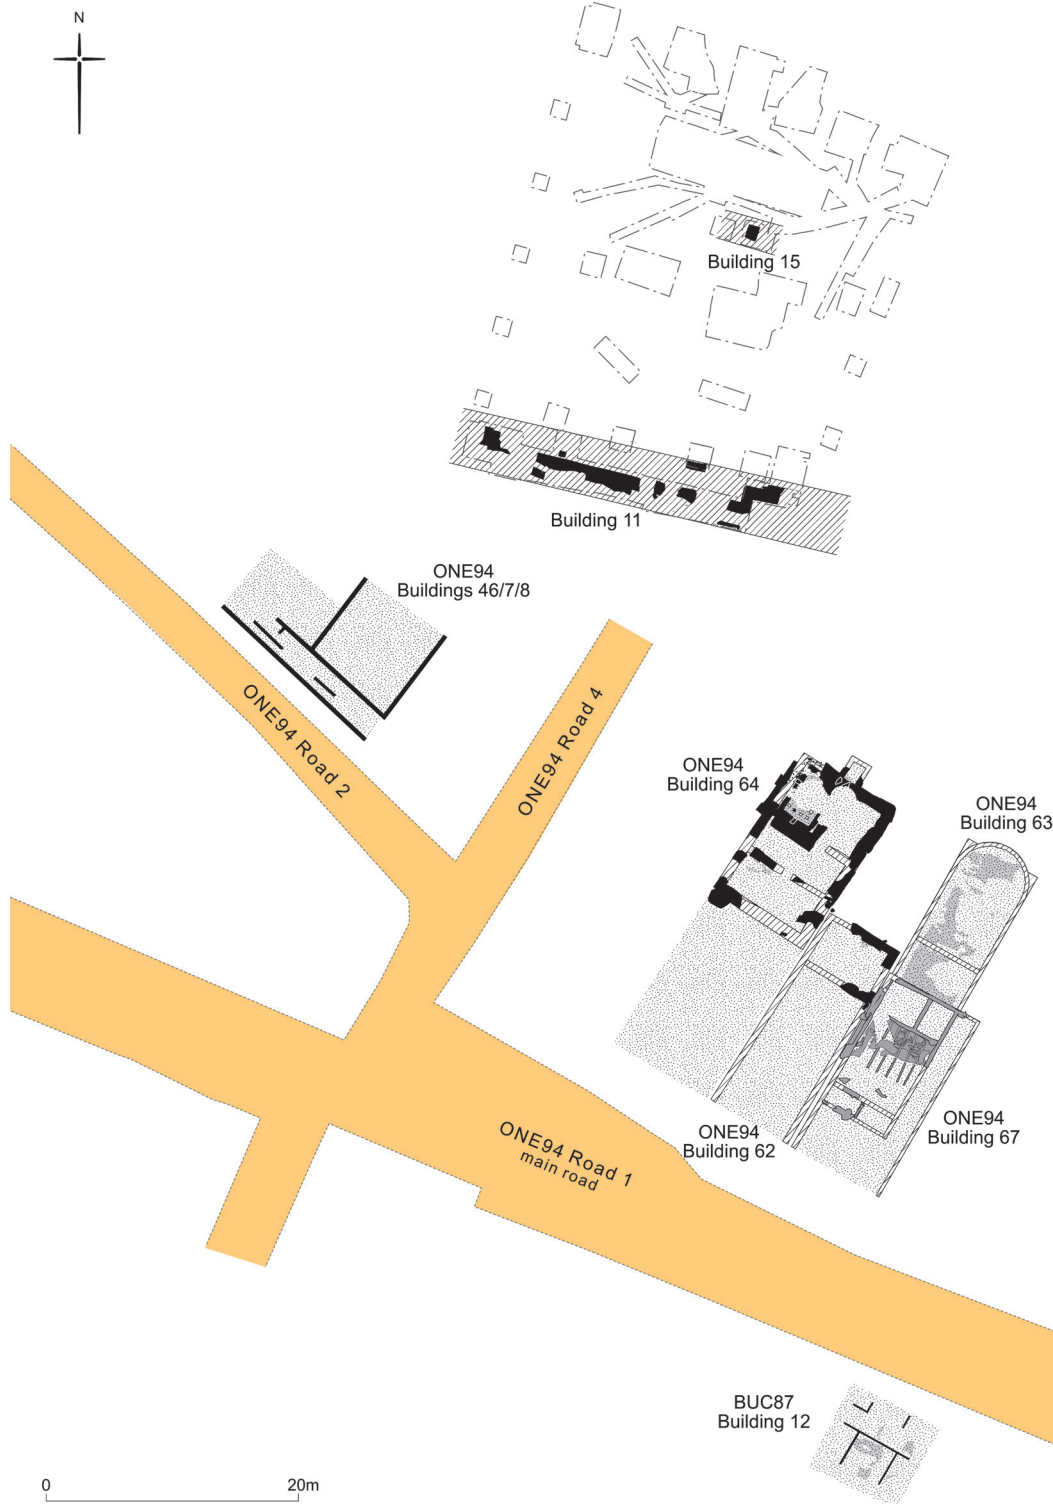 N
Building 15
Building 11
ONE94
Buildings 46/7/8
ONE94 Road 2
ONE94 Road 4
ONE94
Building 64
ONE94
Building 63
ONE94
Building 62
ONE94
Building 67
ONE94 Road 1
main road
BUC87
Building 12
0
20m